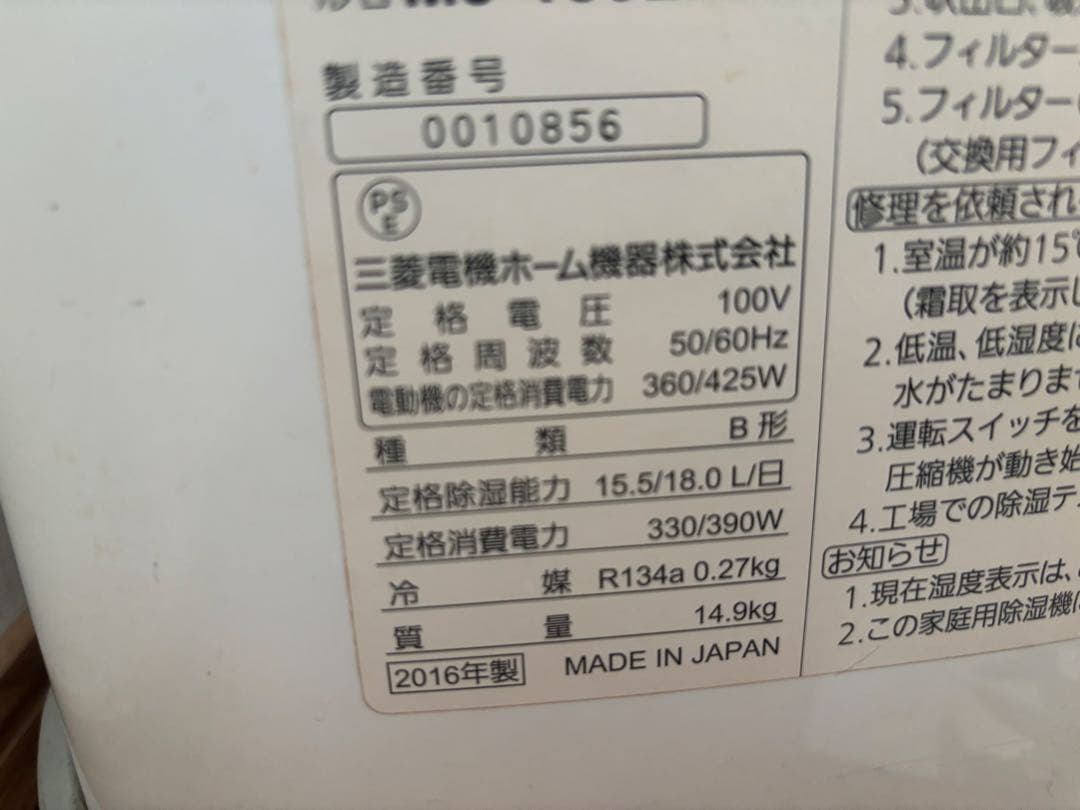 製造番号
0010856
PS
E
三菱電機ホーム機器株式会社
定格電圧 100V
定格周波数 50/60Hz
電動機の定格消費電力 360/425W
種類 B形
定格除湿能力 15.5/18.0 L/日
定格消費電力 330/390W
冷媒 R134a 0.27kg
質量 14.9kg
2016年製 MADE IN JAPAN
4.フィルター
5.フィルター
(交換用フィ
修理を依頼され
1.室温が約15℃
(霜取を表示し
2.低温、低湿度に
水がたまります
3.運転スイッチを
圧縮機が動き始
4.工場での除湿テ
お知らせ
1.現在湿度表示は、
2.この家庭用除湿機に